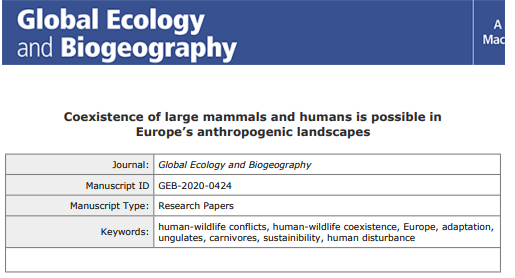 Global Ecology
and Biogeography
A
Mac
Coexistence of large mammals and humans is possible in
Europe's anthropogenic landscapes
Journal: Global Ecology and Biogeography
Manuscript ID GEB-2020-0424
Manuscript Type: Research Papers
Keywords: human-wildlife conflicts, human-wildlife coexistence, Europe, adaptation,
ungulates, carnivores, sustainability, human disturbance